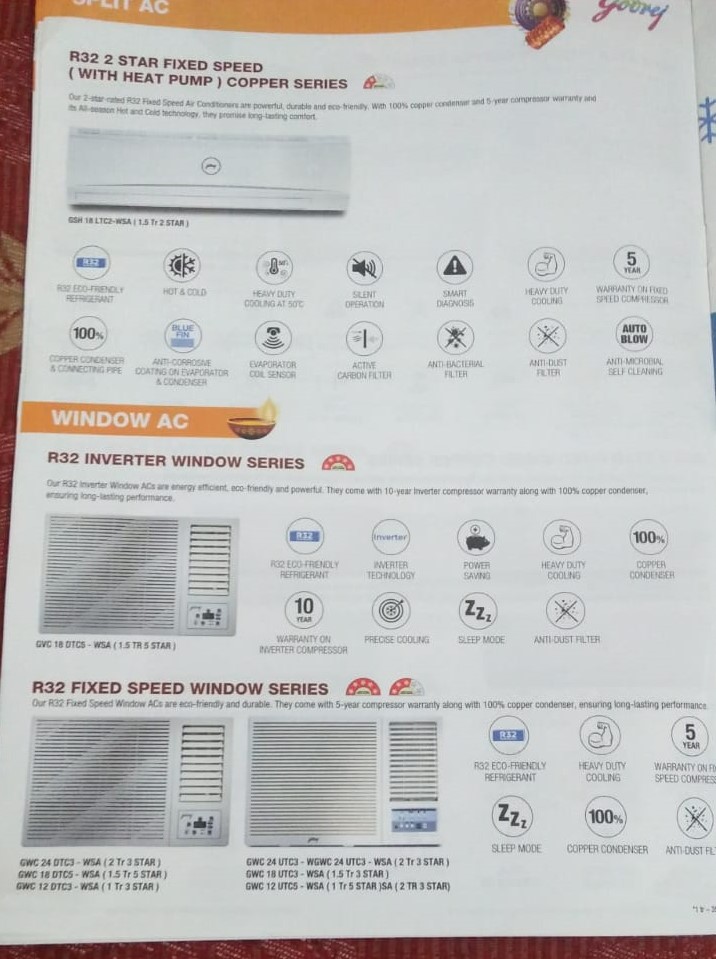 SPLIT AC
Godrej
R32 2 STAR FIXED SPEED
( WITH HEAT PUMP ) COPPER SERIES
Our 2-star-rated R32 Fixed Speed Air Conditioners are powerful, durable and eco-friendly. With 100% copper condenser and 5-year compressor warranty and
its All-season Hot and Cold technology, they promise long-lasting comfort.
GSH 18 LTC2-WSA ( 1.5 Tr 2 STAR )
R32
5
YEAR
R32 ECO-FRIENDLY
REFRIGERANT
HOT & COLD
HEAVY DUTY
COOLING AT 50°C
SILENT
OPERATION
SMART
DIAGNOSIS
HEAVY DUTY
COOLING
WARRANTY ON FIXED
SPEED COMPRESSOR
100%
BLUE
FIN
AUTO
BLOW
COPPER CONDENSER
& CONNECTING PIPE
ANTI-CORROSIVE
COATING ON EVAPORATOR
& CONDENSER
EVAPORATOR
COIL SENSOR
ACTIVE
CARBON FILTER
ANTI-BACTERIAL
FILTER
ANTI-DUST
FILTER
ANTI-MICROBIAL
SELF CLEANING
WINDOW AC
R32 INVERTER WINDOW SERIES
Our R32 Inverter Window ACs are energy efficient, eco-friendly and powerful. They come with 10-year Inverter compressor warranty along with 100% copper condenser,
ensuring long-lasting performance.
R32
Inverter
100%
R32 ECO-FRIENDLY
REFRIGERANT
INVERTER
TECHNOLOGY
POWER
SAVING
HEAVY DUTY
COOLING
COPPER
CONDENSER
10
YEAR
ZZZ
WARRANTY ON
INVERTER COMPRESSOR
PRECISE COOLING
SLEEP MODE
ANTI-DUST FILTER
GVC 18 DTC5 - WSA ( 1.5 TR 5 STAR )
R32 FIXED SPEED WINDOW SERIES
Our R32 Fixed Speed Window ACs are eco-friendly and durable. They come with 5-year compressor warranty along with 100% copper condenser, ensuring long-lasting performance.
R32
5
YEAR
R32 ECO-FRIENDLY
REFRIGERANT
HEAVY DUTY
COOLING
WARRANTY ON FI
SPEED COMPRES
ZZZ
100%
SLEEP MODE
COPPER CONDENSER
ANTI-DUST FIL
GWC 24 DTC3 - WSA ( 2 Tr 3 STAR )
GWC 18 DTC5 - WSA ( 1.5 Tr 5 STAR )
GWC 12 DTC3 - WSA ( 1 Tr 3 STAR )
GWC 24 UTC3 - WGWC 24 UTC3 - WSA ( 2 Tr 3 STAR )
GWC 18 UTC3 - WSA ( 1.5 Tr 3 STAR )
GWC 12 UTC5 - WSA ( 1 Tr 5 STAR )SA ( 2 TR 3 STAR)